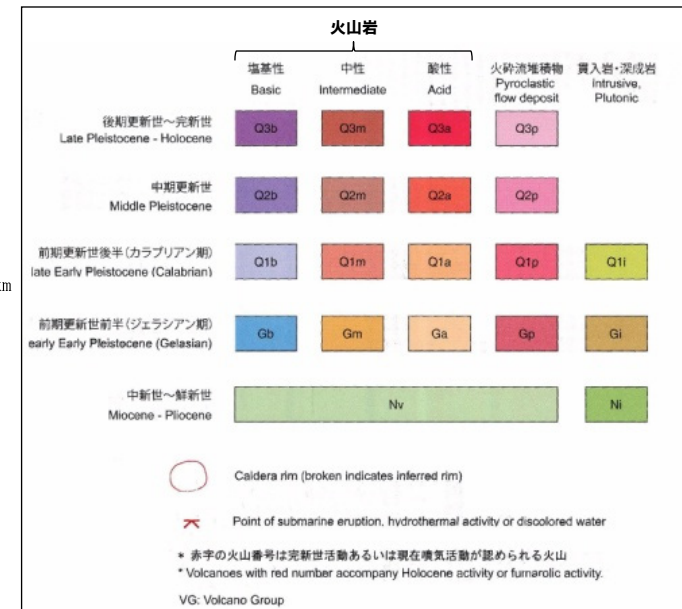 火山岩
塩基性 中性 酸性 火砕流堆積物 貫入岩・深成岩
Basic Intermediate Acid Pyroclastic flow deposit Intrusive, Plutonic
後期更新世～完新世
Late Pleistocene - Holocene
Q3b Q3m Q3a Q3p
中期更新世
Middle Pleistocene
Q2b Q2m Q2a Q2p
前期更新世後半(カラブリアン期)
late Early Pleistocene (Calabrian)
Q1b Q1m Q1a Q1p Q1i
km
前期更新世前半(ジェラシアン期)
early Early Pleistocene (Gelasian)
Gb Gm Ga Gp Gi
中新世～鮮新世
Miocene - Pliocene
Nv Ni
Caldera rim (broken indicates inferred rim)
Point of submarine eruption, hydrothermal activity or discolored water
* 赤字の火山番号は完新世活動あるいは現在噴気活動が認められる火山
* Volcanoes with red number accompany Holocene activity or fumarolic activity.
VG: Volcano Group